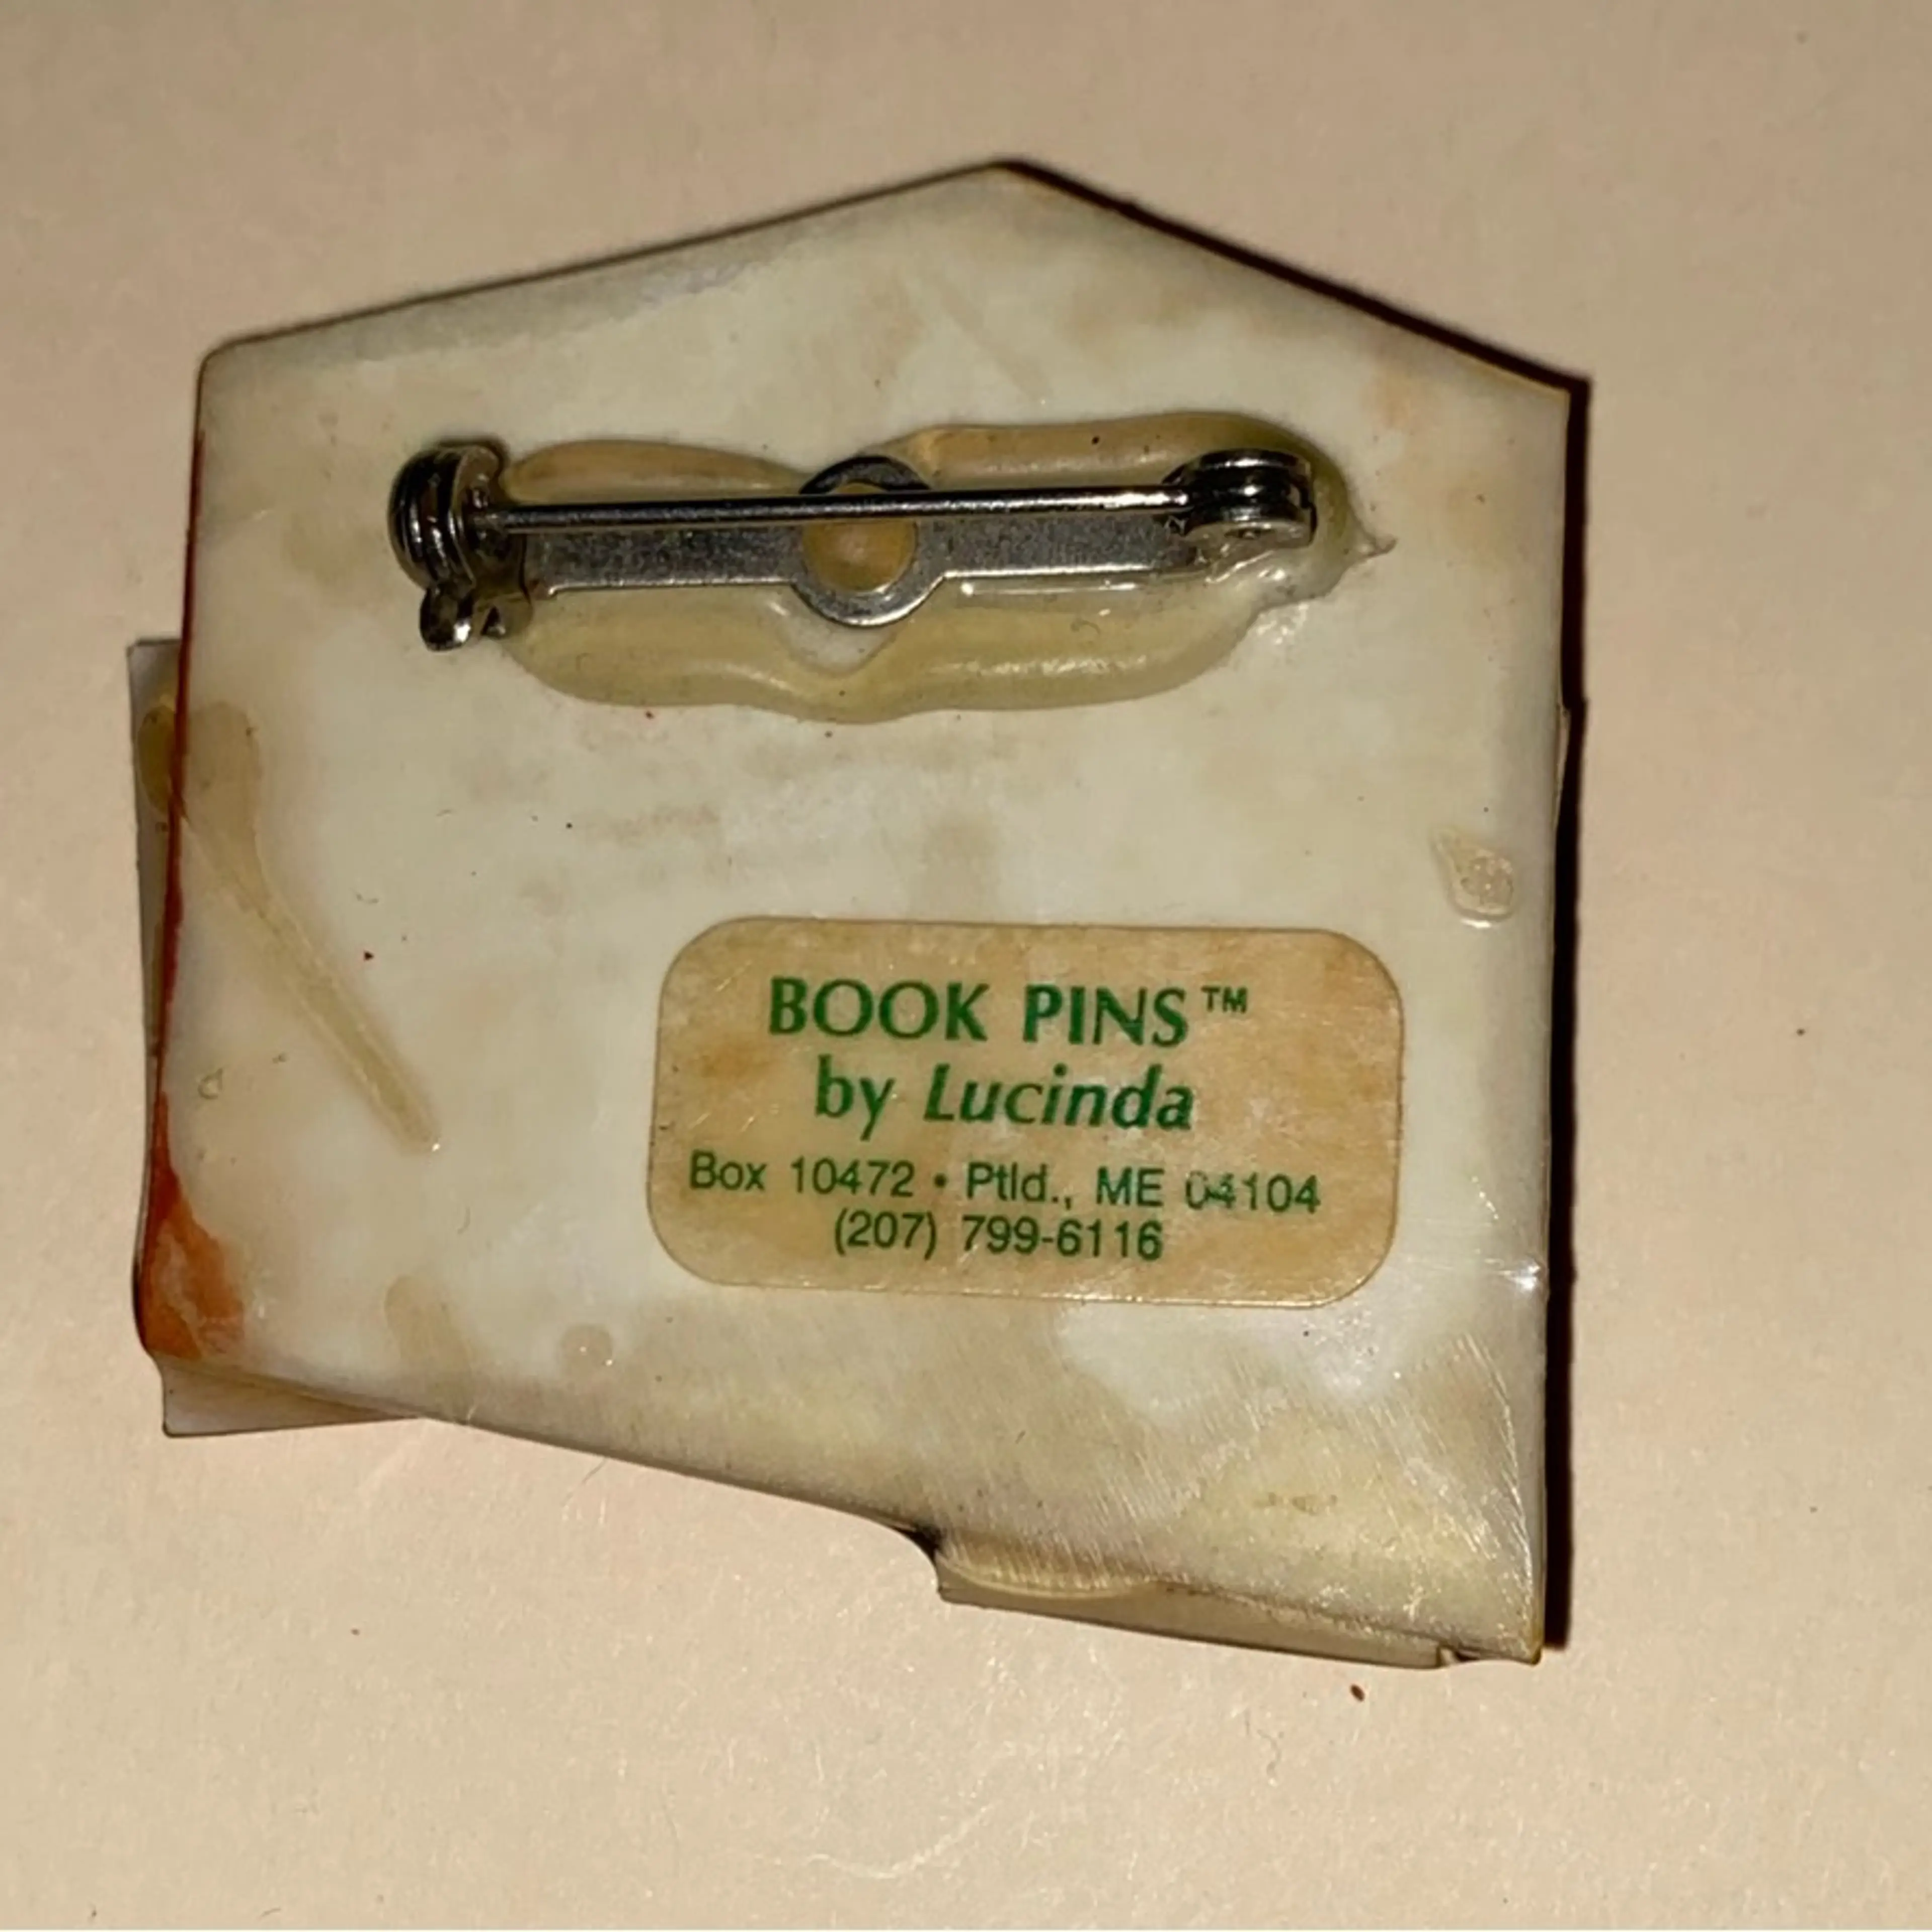 BOOK PINS™
by Lucinda
Box 10472 • Ptld., ME 04104
(207) 799-6116